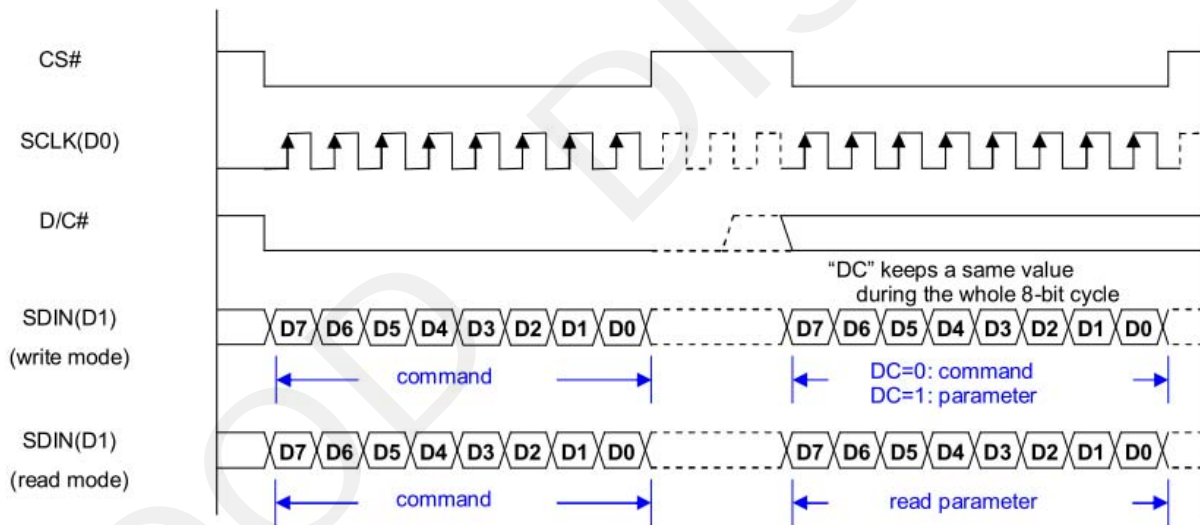 CS#
SCLK(D0)
D/C#
"DC" keeps a same value
during the whole 8-bit cycle
SDIN(D1)
(write mode)
D7 D6 D5 D4 D3 D2 D1 D0 D7 D6 D5 D4 D3 D2 D1 D0
command
DC=0: command
DC=1: parameter
SDIN(D1)
(read mode)
D7 D6 D5 D4 D3 D2 D1 D0 D7 D6 D5 D4 D3 D2 D1 D0
command
read parameter